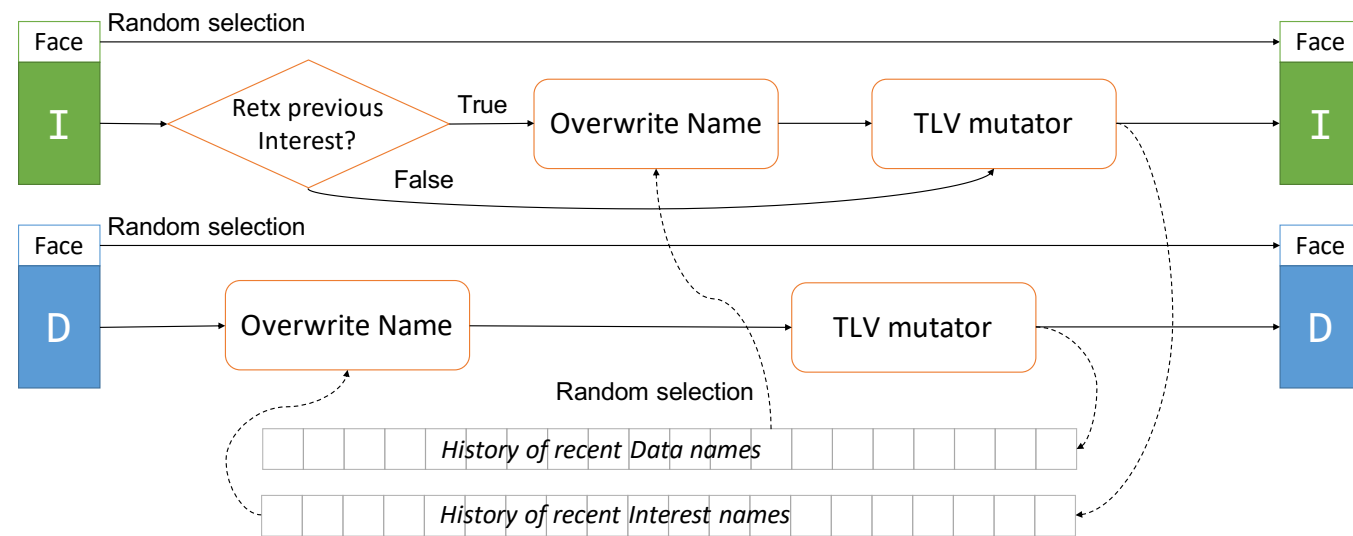 Face
Random selection
Face
I
Retx previous
Interest?
True
Overwrite Name
TLV mutator
I
False
Face
Random selection
Face
D
Overwrite Name
TLV mutator
D
Random selection
History of recent Data names
History of recent Interest names